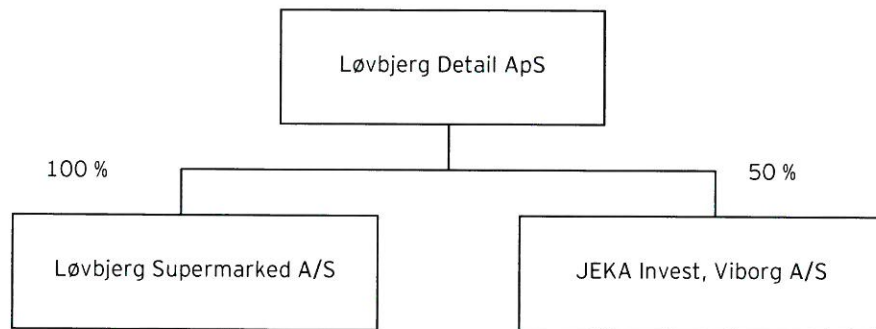 Løvbjerg Detail ApS
100 %
50 %
Løvbjerg Supermarked A/S
JEKA Invest, Viborg A/S